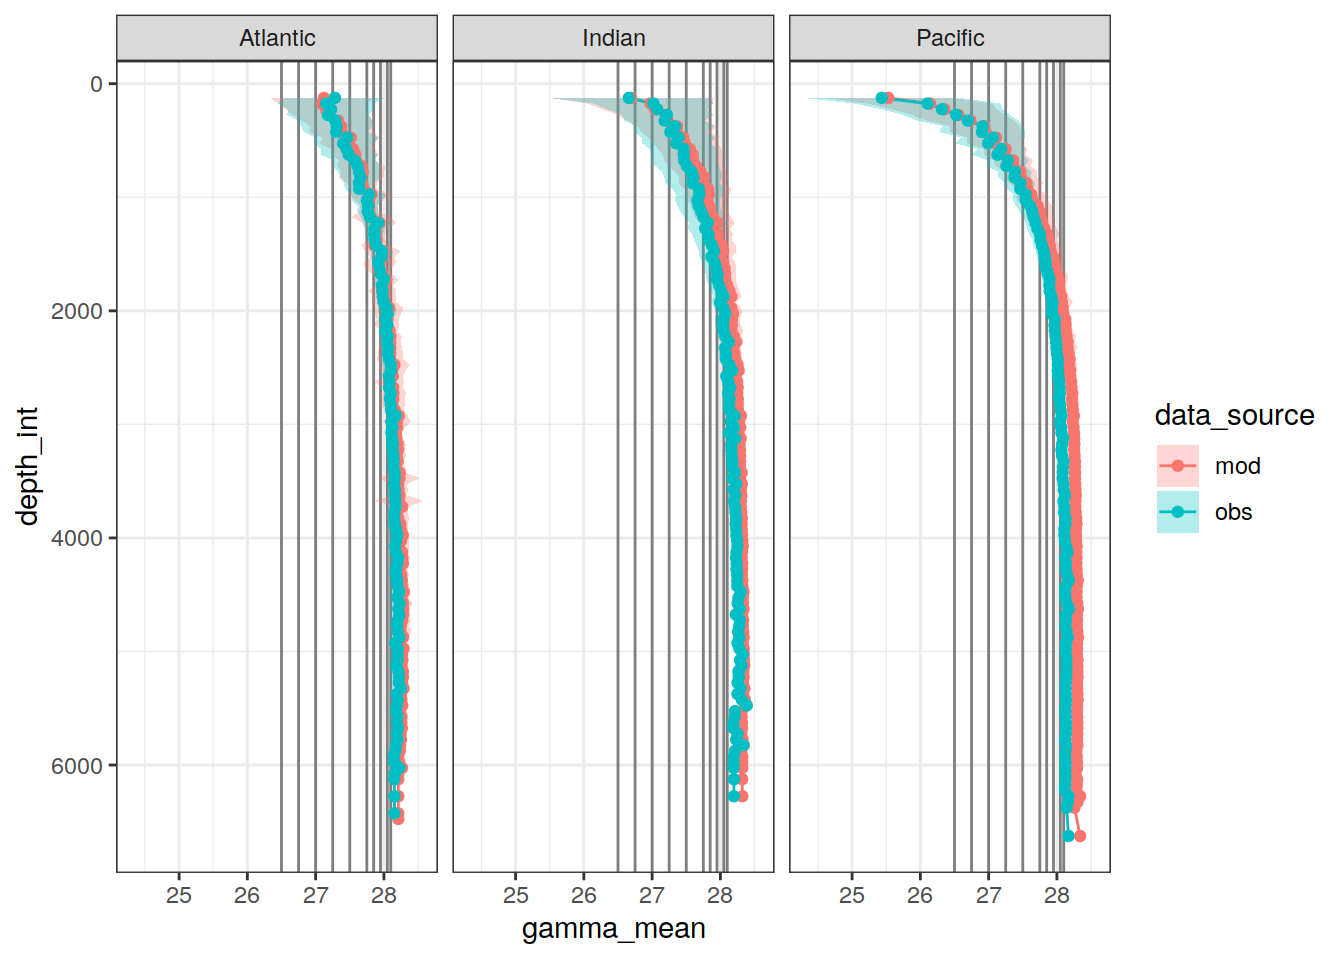 Atlantic Indian Pacific
0
2000
4000
6000
depth_int
25 26 27 28 25 26 27 28 25 26 27 28
gamma_mean
data_source
mod
obs